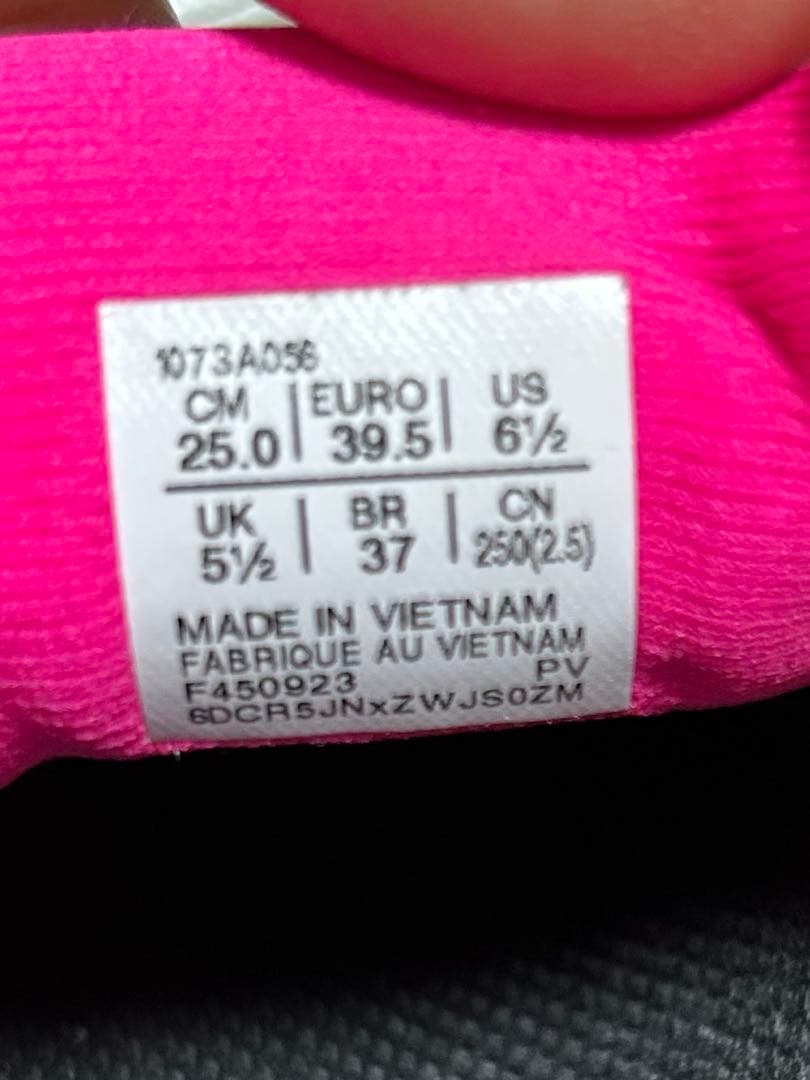 1073A056
CM | EURO | US
25.0 | 39.5 | 6½
UK | BR | CN
5½ | 37 | 250(2.5)
MADE IN VIETNAM
FABRIQUE AU VIETNAM
F450923 PV
6DCR5JNxZWJS0ZM